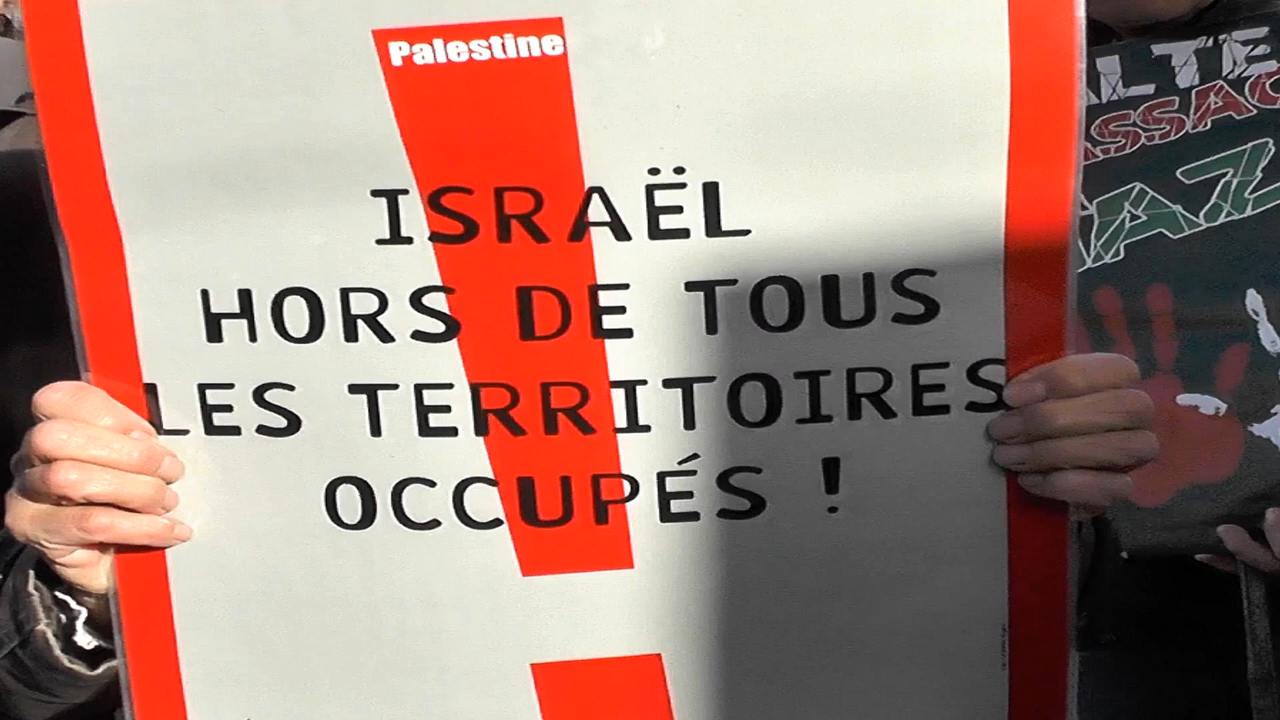 Palestine
ISRAËL
HORS DE TOUS
LES TERRITOIRES
OCCUPÉS !